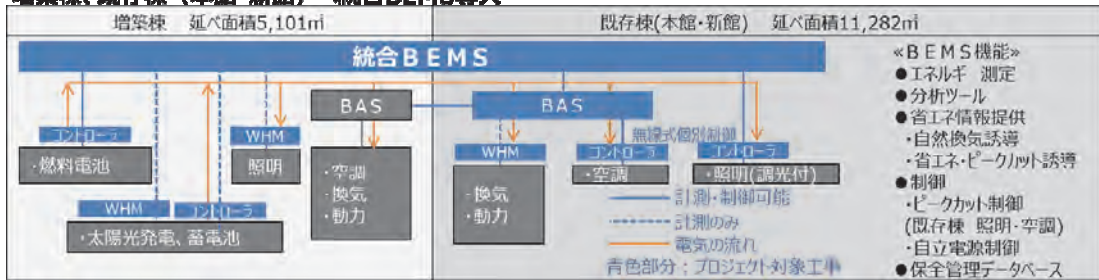 増築棟 延べ面積5,101㎡
既存棟(本館・新館) 延べ面積11,282㎡
統合BEMS
BAS
BAS
コントローラ
・燃料電池
WHM
照明
WHM
コントローラ
・太陽光発電、蓄電池
・空調
・換気
・動力
WHM
・換気
・動力
無線式個別制御
コントローラ
・空調
コントローラ
・照明(調光付)
計測・制御可能
計測のみ
電気の流れ
青色部分：プロジェクト対象工事
≪BEMS機能≫
●エネルギ 測定
●分析ツール
●省エネ情報提供
・自然換気誘導
・省エネ・ピークカット誘導
●制御
・ピークカット制御
(既存棟 照明・空調)
・自立電源制御
●保全管理データベース